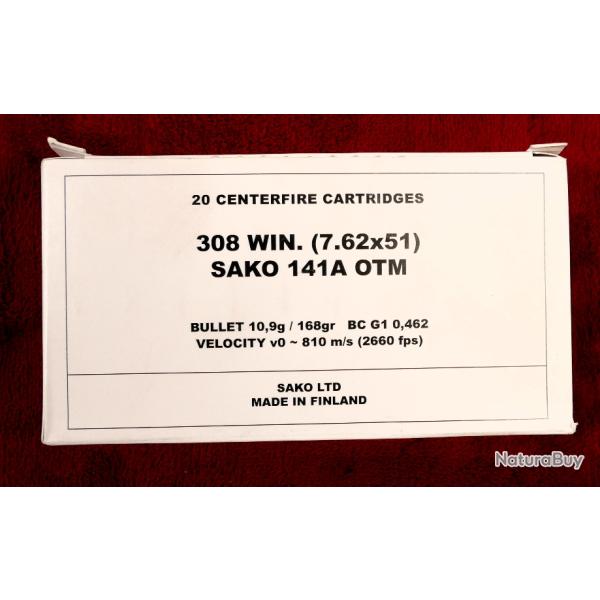 20 CENTERFIRE CARTRIDGES
308 WIN. (7.62x51)
SAKO 141A OTM
BULLET 10,9g / 168gr BC G1 0,462
VELOCITY v0 ~ 810 m/s (2660 fps)
SAKO LTD
MADE IN FINLAND
NaturaBuy